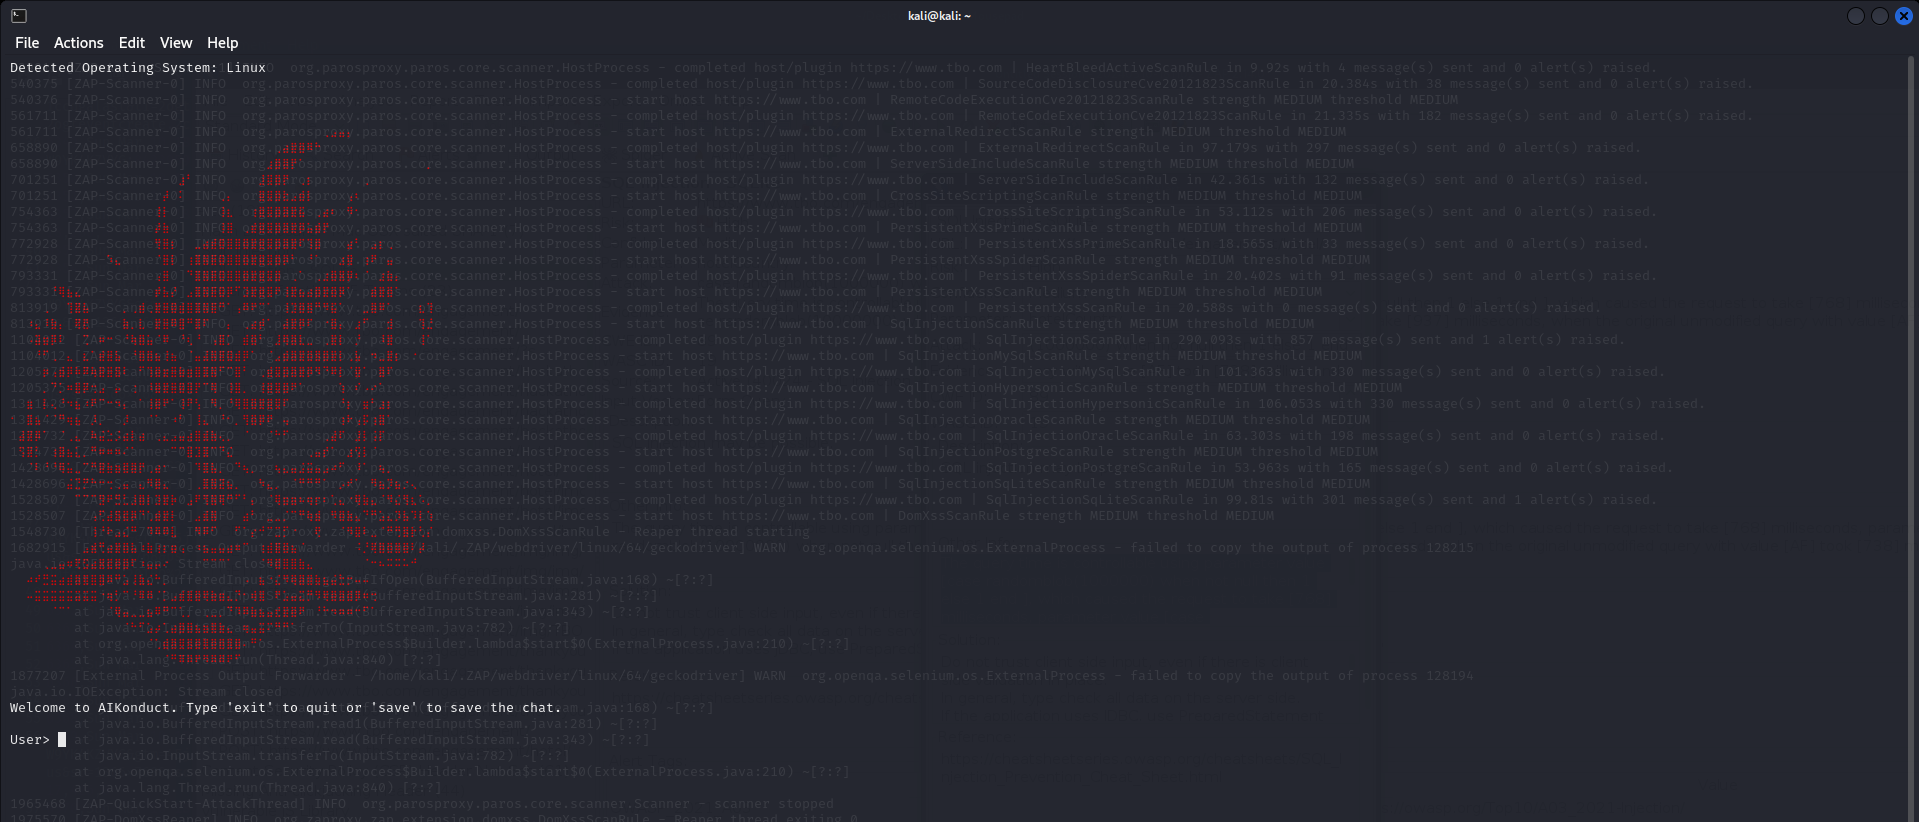 kali@kali: ~
File Actions Edit View Help
Detected Operating System: Linux org.parosproxy.paros.core.scanner.HostProcess - completed host/plugin https://www.tbo.com | HeartBleedActiveScanRule in 9.92s with 4 message(s) sent and 0 alert(s) raised.
540375 [ZAP-Scanner-0] INFO org.parosproxy.paros.core.scanner.HostProcess - completed host/plugin https://www.tbo.com | SourceCodeDisclosureCve20121823ScanRule in 20.384s with 38 message(s) sent and 0 alert(s) raised.
540376 [ZAP-Scanner-0] INFO org.parosproxy.paros.core.scanner.HostProcess - start host https://www.tbo.com | RemoteCodeExecutionCve20121823ScanRule strength MEDIUM threshold MEDIUM
561711 [ZAP-Scanner-0] INFO org.parosproxy.paros.core.scanner.HostProcess - completed host/plugin https://www.tbo.com | RemoteCodeExecutionCve20121823ScanRule in 21.335s with 182 message(s) sent and 0 alert(s) raised.
561711 [ZAP-Scanner-0] INFO org.parosproxy.paros.core.scanner.HostProcess - start host https://www.tbo.com | ExternalRedirectScanRule strength MEDIUM threshold MEDIUM
658890 [ZAP-Scanner-0] INFO org.parosproxy.paros.core.scanner.HostProcess - completed host/plugin https://www.tbo.com | ExternalRedirectScanRule in 97.179s with 297 message(s) sent and 0 alert(s) raised.
658890 [ZAP-Scanner-0] INFO org.parosproxy.paros.core.scanner.HostProcess - start host https://www.tbo.com | ServerSideIncludeScanRule strength MEDIUM threshold MEDIUM
701251 [ZAP-Scanner-0] INFO org.parosproxy.paros.core.scanner.HostProcess - completed host/plugin https://www.tbo.com | ServerSideIncludeScanRule in 42.361s with 132 message(s) sent and 0 alert(s) raised.
701251 [ZAP-Scanner-0] INFO org.parosproxy.paros.core.scanner.HostProcess - start host https://www.tbo.com | CrossSiteScriptingScanRule strength MEDIUM threshold MEDIUM
754363 [ZAP-Scanner-0] INFO org.parosproxy.paros.core.scanner.HostProcess - completed host/plugin https://www.tbo.com | CrossSiteScriptingScanRule in 53.112s with 206 message(s) sent and 0 alert(s) raised.
754363 [ZAP-Scanner-0] INFO org.parosproxy.paros.core.scanner.HostProcess - start host https://www.tbo.com | PersistentXssPrimeScanRule strength MEDIUM threshold MEDIUM
772928 [ZAP-Scanner-0] INFO org.parosproxy.paros.core.scanner.HostProcess - completed host/plugin https://www.tbo.com | PersistentXssPrimeScanRule in 18.565s with 33 message(s) sent and 0 alert(s) raised.
772928 [ZAP-Scanner-0] INFO org.parosproxy.paros.core.scanner.HostProcess - start host https://www.tbo.com | PersistentXssSpiderScanRule strength MEDIUM threshold MEDIUM
793331 [ZAP-Scanner-0] INFO org.parosproxy.paros.core.scanner.HostProcess - completed host/plugin https://www.tbo.com | PersistentXssSpiderScanRule in 20.402s with 91 message(s) sent and 0 alert(s) raised.
793331 [ZAP-Scanner-0] INFO org.parosproxy.paros.core.scanner.HostProcess - start host https://www.tbo.com | PersistentXssScanRule strength MEDIUM threshold MEDIUM
813919 [ZAP-Scanner-0] INFO org.parosproxy.paros.core.scanner.HostProcess - completed host/plugin https://www.tbo.com | PersistentXssScanRule in 20.588s with 0 message(s) sent and 0 alert(s) raised.
813919 [ZAP-Scanner-0] INFO org.parosproxy.paros.core.scanner.HostProcess - start host https://www.tbo.com | SqlInjectionScanRule strength MEDIUM threshold MEDIUM
1104012 [ZAP-Scanner-0] INFO org.parosproxy.paros.core.scanner.HostProcess - completed host/plugin https://www.tbo.com | SqlInjectionScanRule in 290.093s with 857 message(s) sent and 1 alert(s) raised.
1104012 [ZAP-Scanner-0] INFO org.parosproxy.paros.core.scanner.HostProcess - start host https://www.tbo.com | SqlInjectionMySqlScanRule strength MEDIUM threshold MEDIUM
1205375 [ZAP-Scanner-0] INFO org.parosproxy.paros.core.scanner.HostProcess - completed host/plugin https://www.tbo.com | SqlInjectionMySqlScanRule in 101.363s with 330 message(s) sent and 0 alert(s) raised.
1205375 [ZAP-Scanner-0] INFO org.parosproxy.paros.core.scanner.HostProcess - start host https://www.tbo.com | SqlInjectionHypersonicScanRule strength MEDIUM threshold MEDIUM
[ZAP-Scanner-0] INFO org.parosproxy.paros.core.scanner.HostProcess - completed host/plugin https://www.tbo.com | SqlInjectionHypersonicScanRule in 106.053s with 330 message(s) sent and 0 alert(s) raised.
[ZAP-Scanner-0] INFO org.parosproxy.paros.core.scanner.HostProcess - start host https://www.tbo.com | SqlInjectionOracleScanRule strength MEDIUM threshold MEDIUM
[ZAP-Scanner-0] INFO org.parosproxy.paros.core.scanner.HostProcess - completed host/plugin https://www.tbo.com | SqlInjectionOracleScanRule in 63.303s with 198 message(s) sent and 0 alert(s) raised.
[ZAP-Scanner-0] INFO org.parosproxy.paros.core.scanner.HostProcess - start host https://www.tbo.com | SqlInjectionPostgreScanRule strength MEDIUM threshold MEDIUM
1428696 [ZAP-Scanner-0] INFO org.parosproxy.paros.core.scanner.HostProcess - completed host/plugin https://www.tbo.com | SqlInjectionPostgreScanRule in 53.963s with 165 message(s) sent and 0 alert(s) raised.
1428696 [ZAP-Scanner-0] INFO org.parosproxy.paros.core.scanner.HostProcess - start host https://www.tbo.com | SqlInjectionSqLiteScanRule strength MEDIUM threshold MEDIUM
1528507 [ZAP-Scanner-0] INFO org.parosproxy.paros.core.scanner.HostProcess - completed host/plugin https://www.tbo.com | SqlInjectionSqLiteScanRule in 99.81s with 301 message(s) sent and 1 alert(s) raised.
1528507 [ZAP-Scanner-0] INFO org.parosproxy.paros.core.scanner.HostProcess - start host https://www.tbo.com | DomXssScanRule strength MEDIUM threshold MEDIUM
1548730 INFO org.zaproxy.zap.extension.domxss.DomXssScanRule - Reaper thread starting
1682915 [External Process Output Forwarder - /home/kali/.ZAP/webdriver/linux/64/geckodriver] WARN org.openqa.selenium.os.ExternalProcess - failed to copy the output of process 128215
java.io.IOException: Stream closed
at java.io.BufferedInputStream.getBufIfOpen(BufferedInputStream.java:168) ~[?:?]
at java.io.BufferedInputStream.read1(BufferedInputStream.java:281) ~[?:?]
at java.io.BufferedInputStream.read(BufferedInputStream.java:343) ~[?:?]
at java.io.InputStream.transferTo(InputStream.java:782) ~[?:?]
at org.openqa.selenium.os.ExternalProcess$Builder.lambda$start$0(ExternalProcess.java:210) ~[?:?]
at java.lang.Thread.run(Thread.java:840) [?:?]
1877207 [External Process Output Forwarder - /home/kali/.ZAP/webdriver/linux/64/geckodriver] WARN org.openqa.selenium.os.ExternalProcess - failed to copy the output of process 128194
java.io.IOException: Stream closed
Welcome to AIKonduct. Type 'exit' to quit or 'save' to save the chat.
at java.io.BufferedInputStream.read1(BufferedInputStream.java:281) ~[?:?]
User> at java.io.BufferedInputStream.read(BufferedInputStream.java:343) ~[?:?]
at java.io.InputStream.transferTo(InputStream.java:782) ~[?:?]
at org.openqa.selenium.os.ExternalProcess$Builder.lambda$start$0(ExternalProcess.java:210) ~[?:?]
at java.lang.Thread.run(Thread.java:840) [?:?]
1965468 [ZAP-QuickStart-AttackThread] INFO org.parosproxy.paros.core.scanner.Scanner - scanner stopped
1975570 [ZAP-DomXssReaper] INFO org.zaproxy.zap.extension.domxss.DomXssScanRule - Reaper thread exiting 0